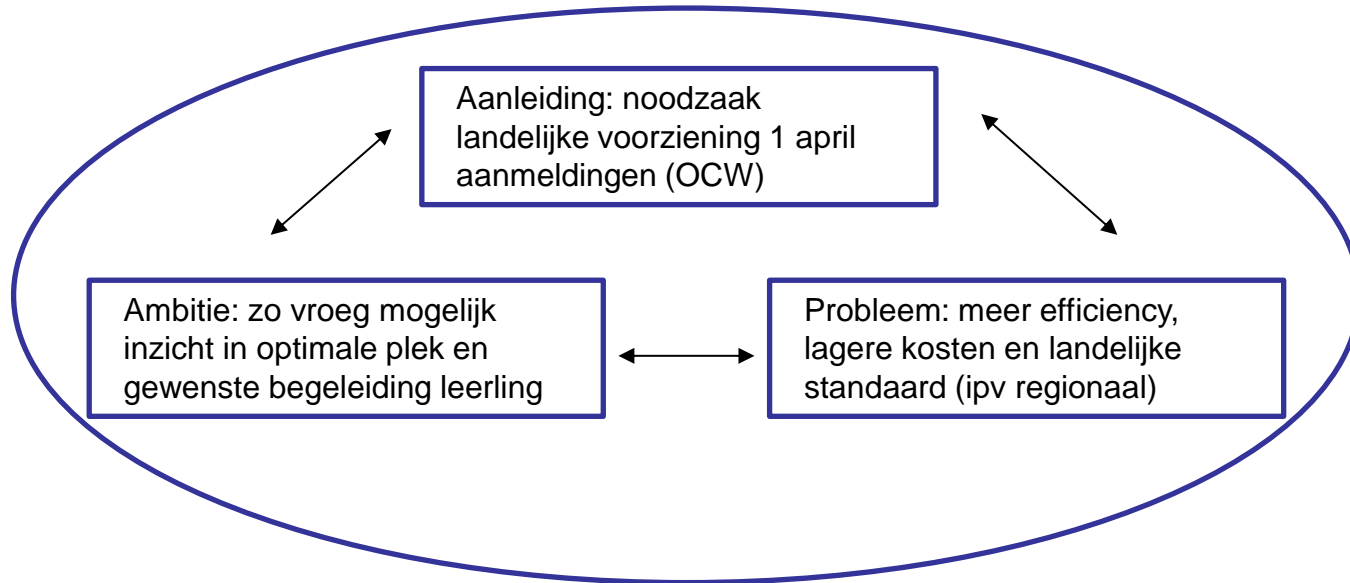 Aanleiding: noodzaak
landelijke voorziening 1 april
aanmeldingen (OCW)
Ambitie: zo vroeg mogelijk
inzicht in optimale plek en
gewenste begeleiding leerling
Probleem: meer efficiency,
lagere kosten en landelijke
standaard (ipv regionaal)